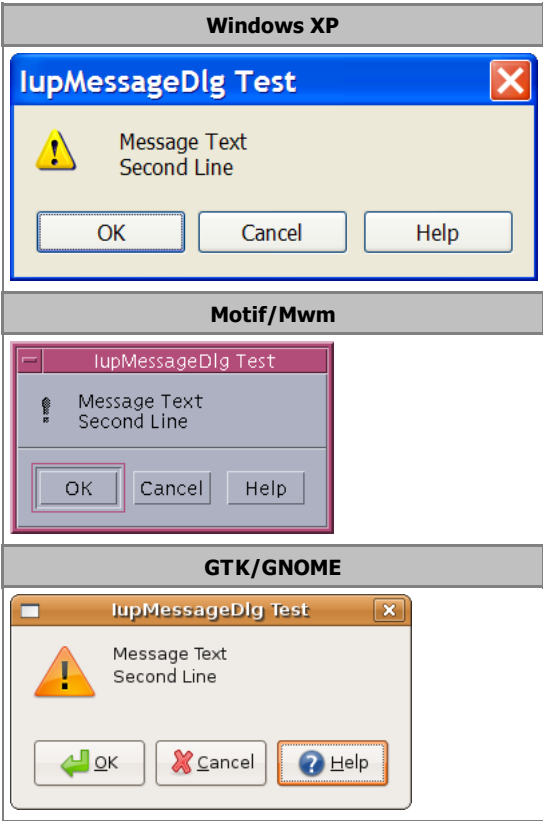 Windows XP
IupMessageDlg Test
Message Text
Second Line
OK Cancel Help
Motif/Mwm
IupMessageDlg Test
Message Text
Second Line
OK Cancel Help
GTK/GNOME
IupMessageDlg Test
Message Text
Second Line
OK Cancel Help